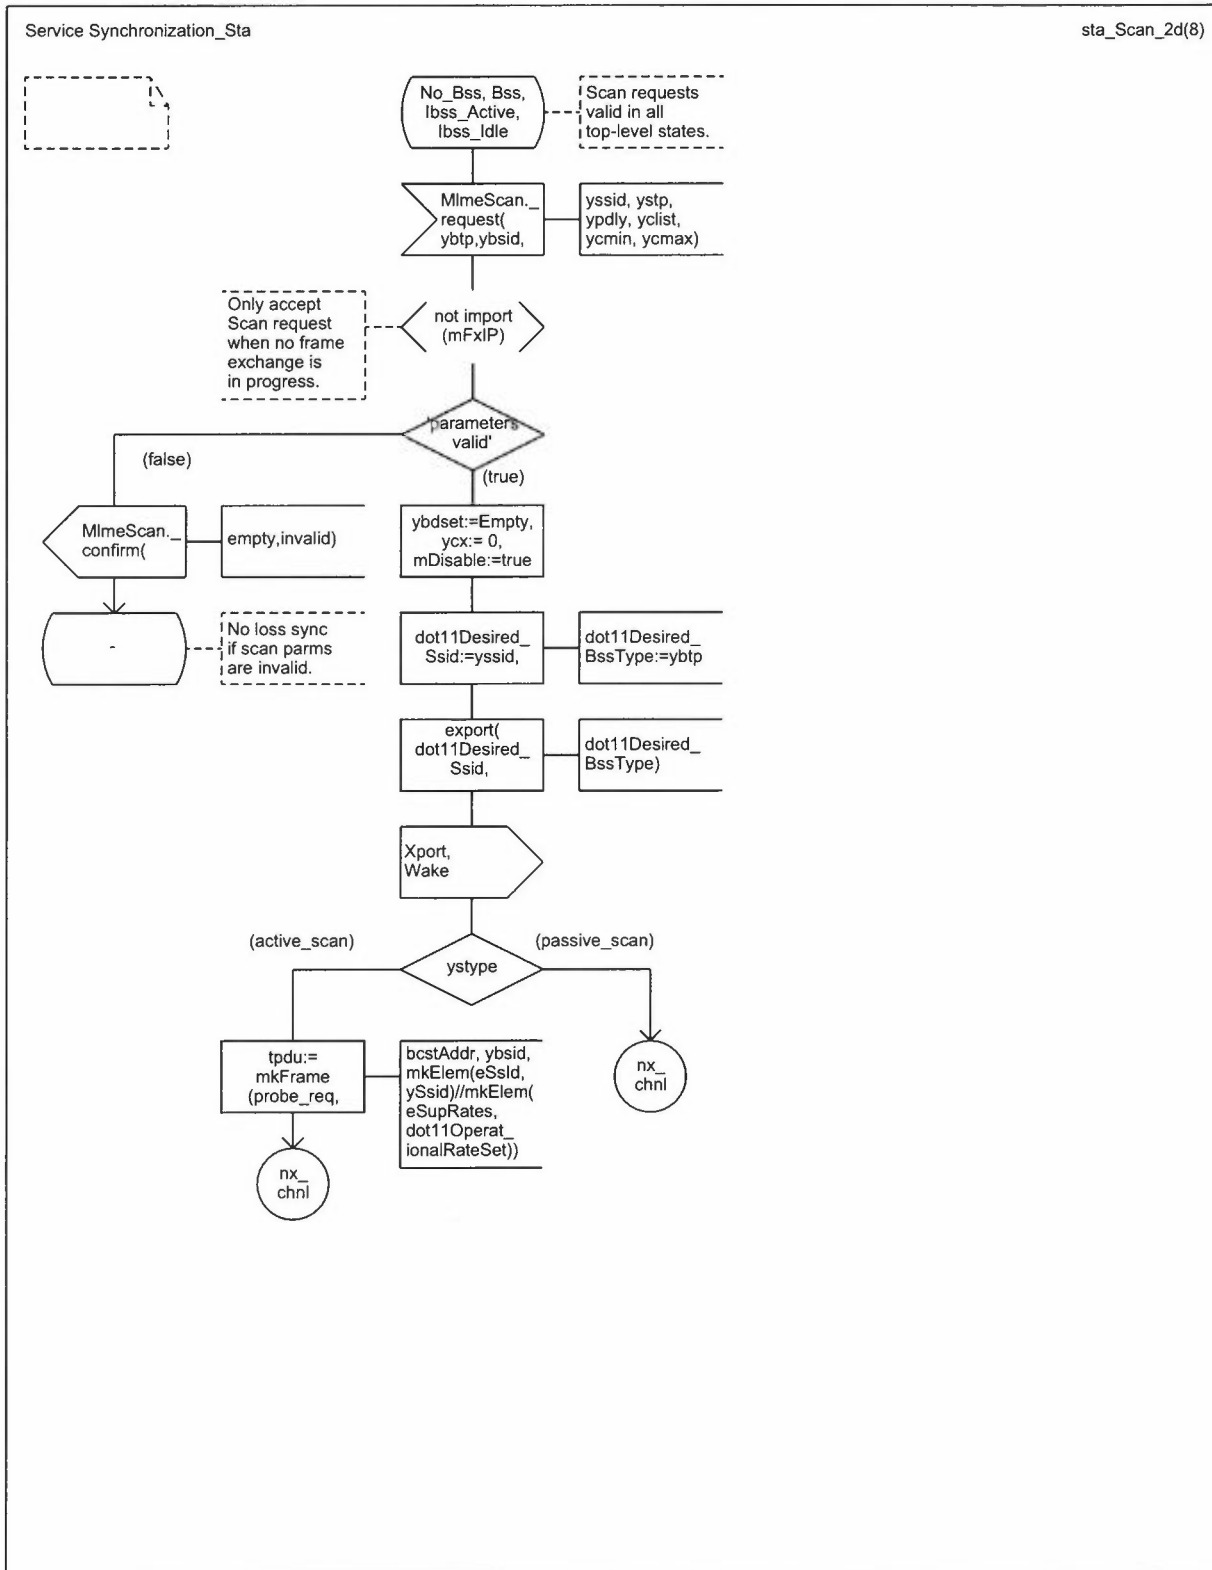 Service Synchronization_Sta
sta_Scan_2d(8)
No_Bss, Bss,
Ibss_Active,
Ibss_Idle
Scan requests
valid in all
top-level states.
MlmeScan._
request(
ybtp,ybsid,
yssid, ystp,
ypdly, yclist,
ycmin, ycmax)
Only accept
Scan request
when no frame
exchange is
in progress.
not import
(mFxIP)
'parameters
valid'
(false)
(true)
MlmeScan._
confirm(
empty,invalid)
ybdset:=Empty,
ycx:= 0,
mDisable:=true
-
No loss sync
if scan parms
are invalid.
dot11Desired_
Ssid:=yssid,
dot11Desired_
BssType:=ybtp
export(
dot11Desired_
Ssid,
dot11Desired_
BssType)
Xport,
Wake
(active_scan)
(passive_scan)
ystype
tpdu:=
mkFrame
(probe_req,
bcstAddr, ybsid,
mkElem(eSsId,
ySsid)//mkElem(
eSupRates,
dot11Operat_
ionalRateSet))
nx_
chnl
nx_
chnl